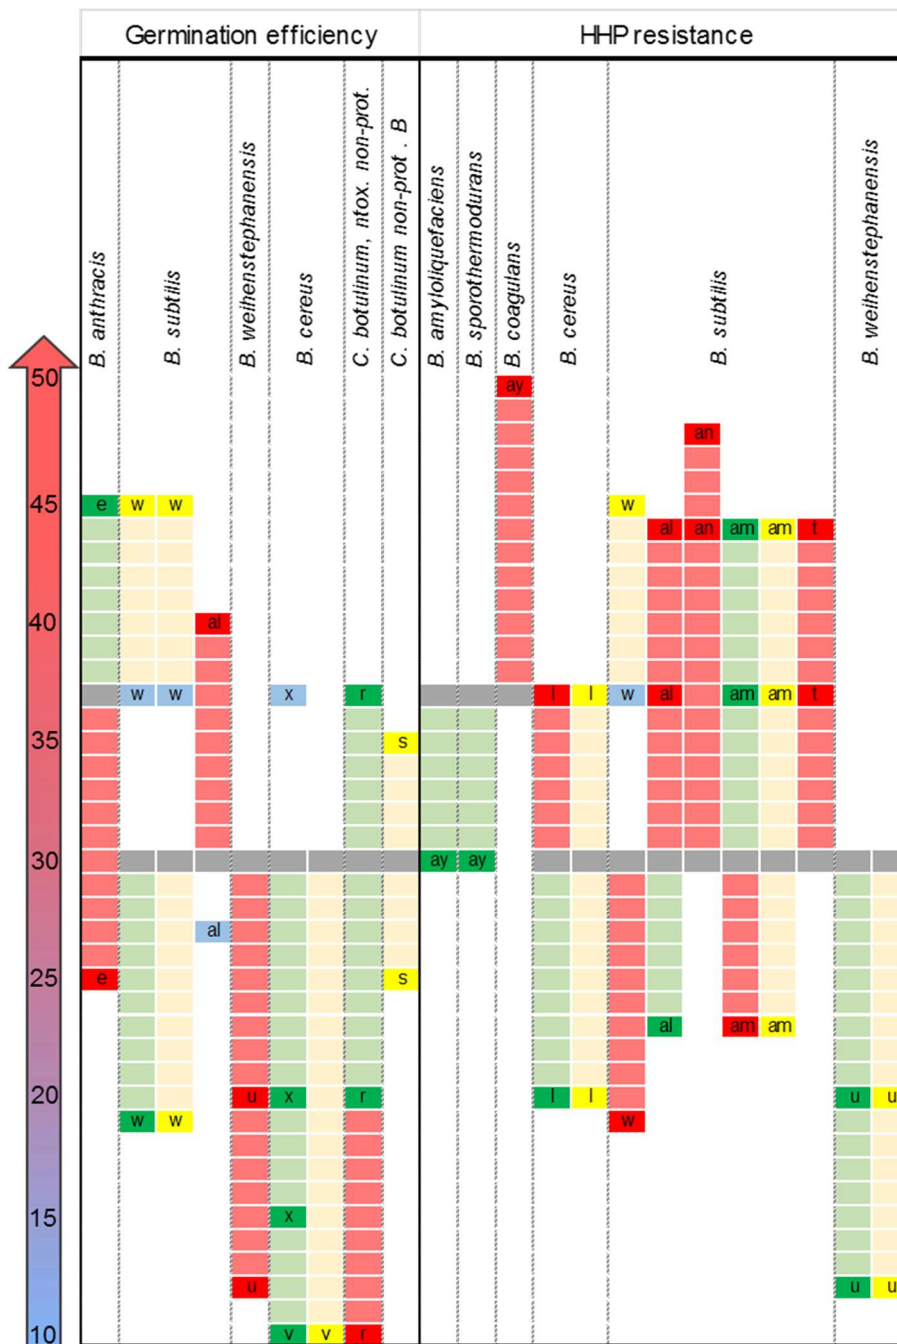 Germination efficiency HHP resistance
B. anthracis
B. subtilis
B. weihenstephanensis
B. cereus
C. botulinum, ntox. non-prot.
C. botulinum non-prot . B
B. amyloliquefaciens
B. sporothermodurans
B. coagulans
B. cereus
B. subtilis
B. weihenstephanensis
50 ay
an
45 e w w w
al an am am t
40 al
w w x r l l w al am am t
35 s
30 ay ay
al
25 e s
al am am
20 u x r l l u u
w w w
15 x
u u u
10 v v r